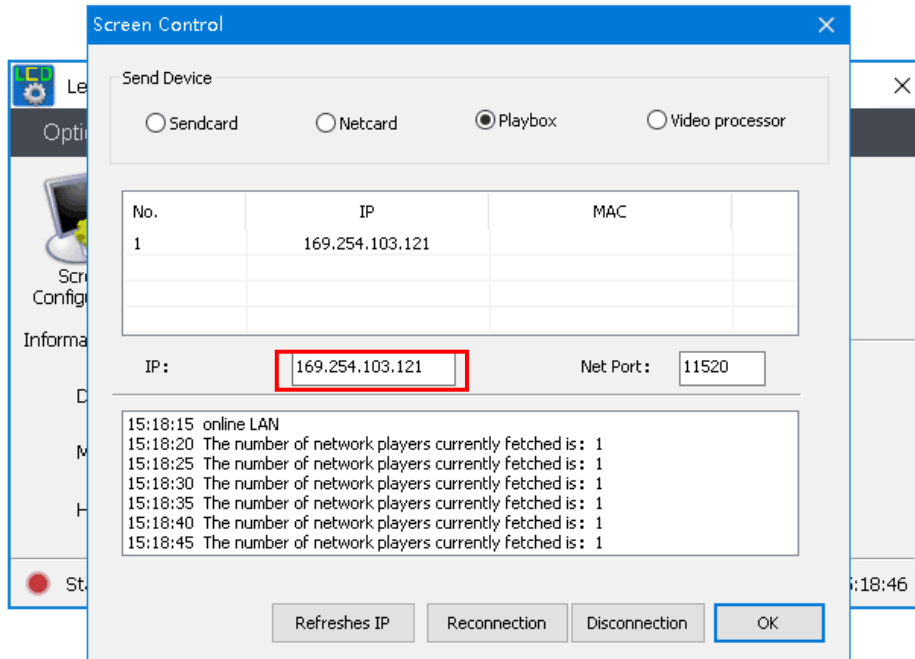 Screen Control
LCD
Le
Opti
Send Device
Sendcard
Netcard
Playbox
Video processor
No. IP MAC
1 169.254.103.121
Scr
Config
Informa
IP: 169.254.103.121 Net Port: 11520
D
M
H
15:18:15 online LAN
15:18:20 The number of network players currently fetched is: 1
15:18:25 The number of network players currently fetched is: 1
15:18:30 The number of network players currently fetched is: 1
15:18:35 The number of network players currently fetched is: 1
15:18:40 The number of network players currently fetched is: 1
15:18:45 The number of network players currently fetched is: 1
St
:18:46
Refreshes IP Reconnection Disconnection OK